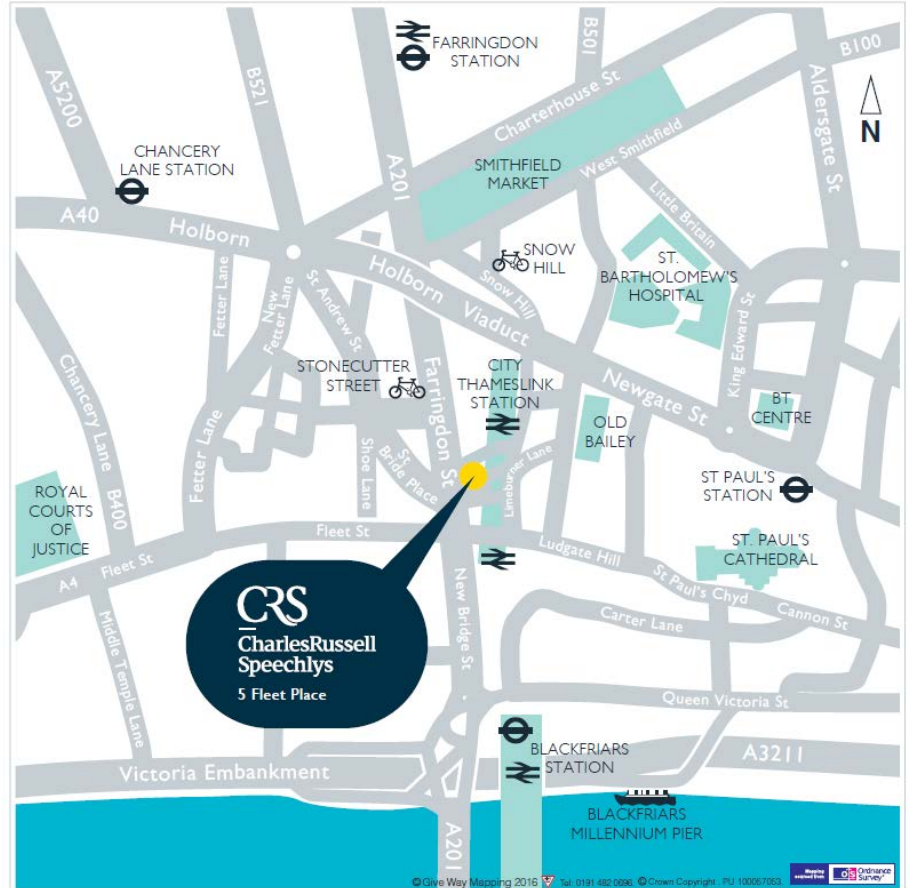 FARRINGDON
STATION
B501
B100
A5200
B521
A201
Charterhouse St
Aldersgate St
N
CHANCERY
LANE STATION
SMITHFIELD
MARKET
West Smithfield
A40
Holborn
Little Britain
SNOW
HILL
ST.
BARTHOLOMEW'S
HOSPITAL
Fetter Lane
New
Fetter Lane
St Andrew St
Holborn
Viaduct
Snow Hill
King Edward St
STONECUTTER
STREET
Farringdon St
CITY
THAMESLINK
STATION
Newgate St
BT
CENTRE
Chancery Lane
B400
Fetter Lane
Shoe Lane
St
Bride Place
Limeburner Lane
OLD
BAILEY
ROYAL
COURTS
OF
JUSTICE
ST PAUL'S
STATION
A4
Fleet St
Fleet St
Ludgate Hill
ST. PAUL'S
CATHEDRAL
St Paul's Chyd
Cannon St
Middle Temple Lane
CRS
CharlesRussell
Speechlys
5 Fleet Place
New Bridge St
Carter Lane
Queen Victoria St
Victoria Embankment
BLACKFRIARS
STATION
A3211
A201
BLACKFRIARS
MILLENNIUM PIER
© Give Way Mapping 2016 Tel: 0191 482 0696. © Crown Copyright . PU 100057053.
Mapping
sourced from
OS Ordnance
Survey